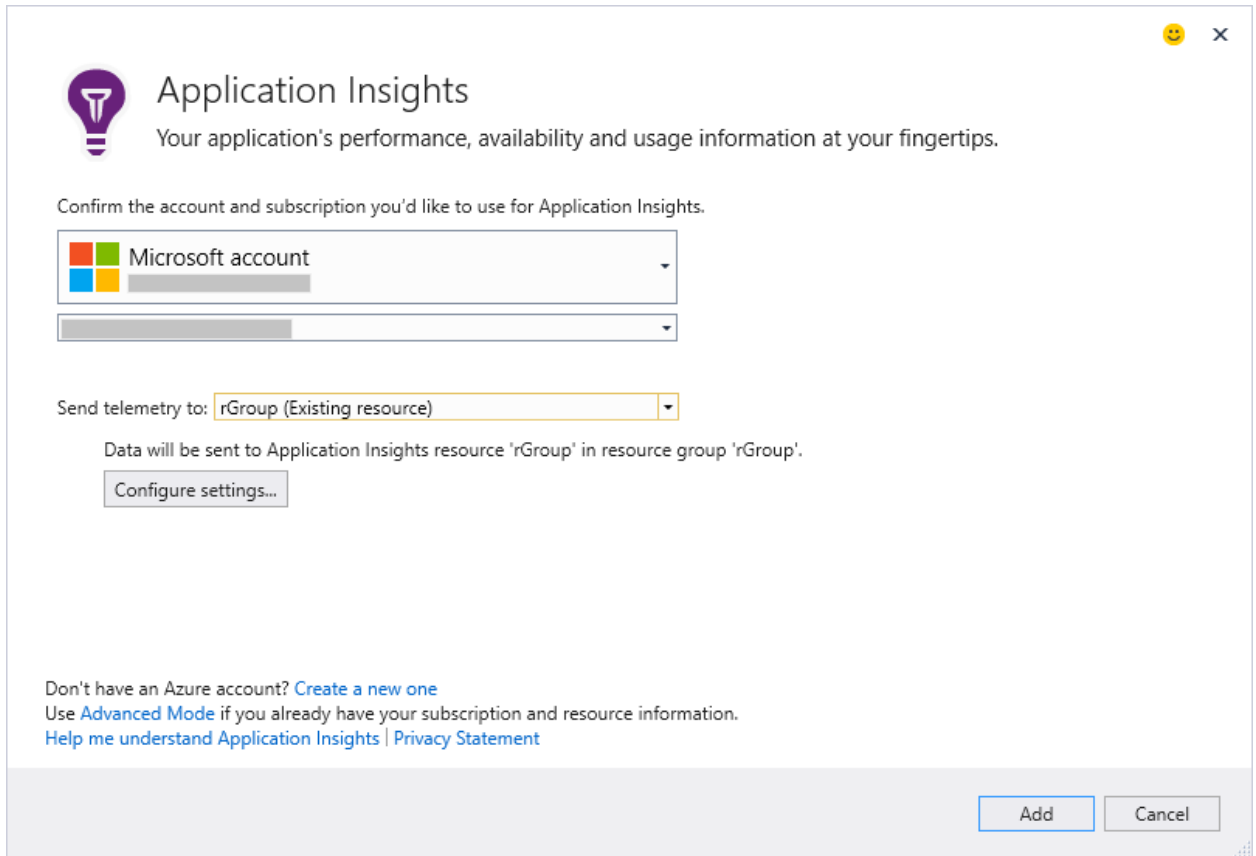 Application Insights
Your application's performance, availability and usage information at your fingertips.
Confirm the account and subscription you'd like to use for Application Insights.
Microsoft account
Send telemetry to: rGroup (Existing resource)
Data will be sent to Application Insights resource 'rGroup' in resource group 'rGroup'.
Configure settings...
Don't have an Azure account? Create a new one
Use Advanced Mode if you already have your subscription and resource information.
Help me understand Application Insights | Privacy Statement
Add Cancel